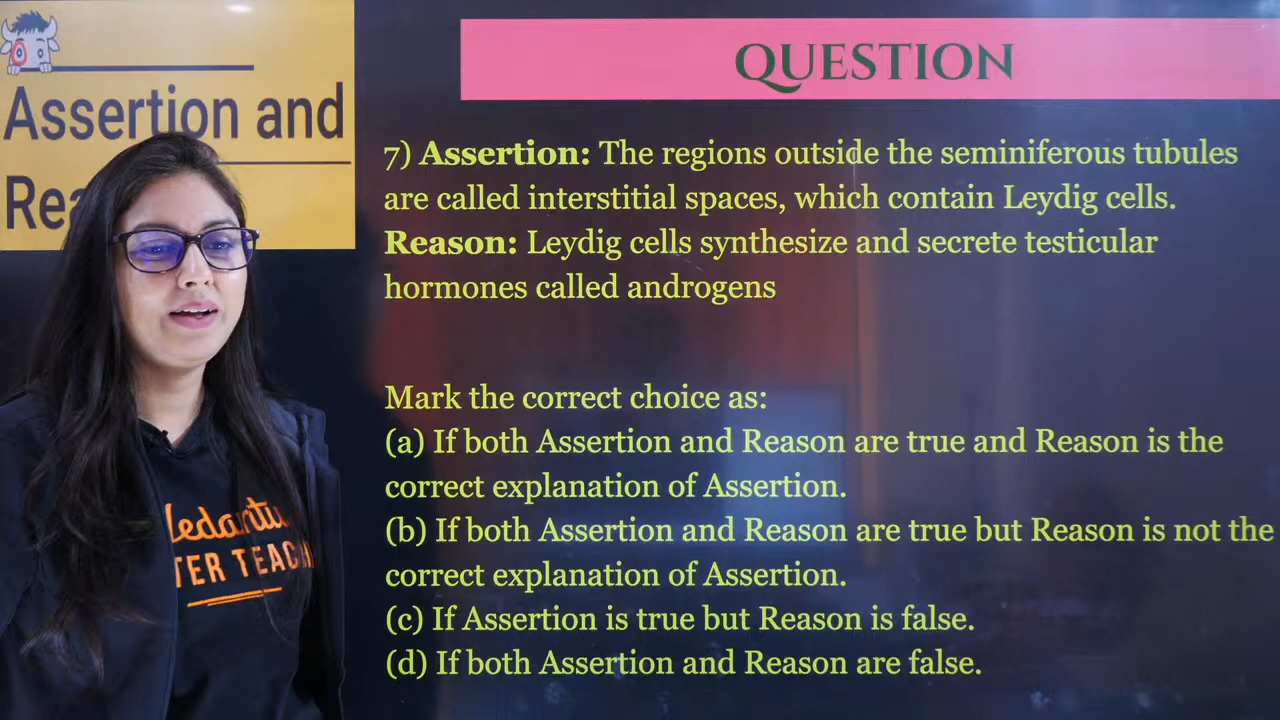 Assertion and
QUESTION
7) Assertion: The regions outside the seminiferous tubules
are called interstitial spaces, which contain Leydig cells.
Reason: Leydig cells synthesize and secrete testicular
hormones called androgens
Mark the correct choice as:
(a) If both Assertion and Reason are true and Reason is the
correct explanation of Assertion.
(b) If both Assertion and Reason are true but Reason is not the
correct explanation of Assertion.
(c) If Assertion is true but Reason is false.
(d) If both Assertion and Reason are false.